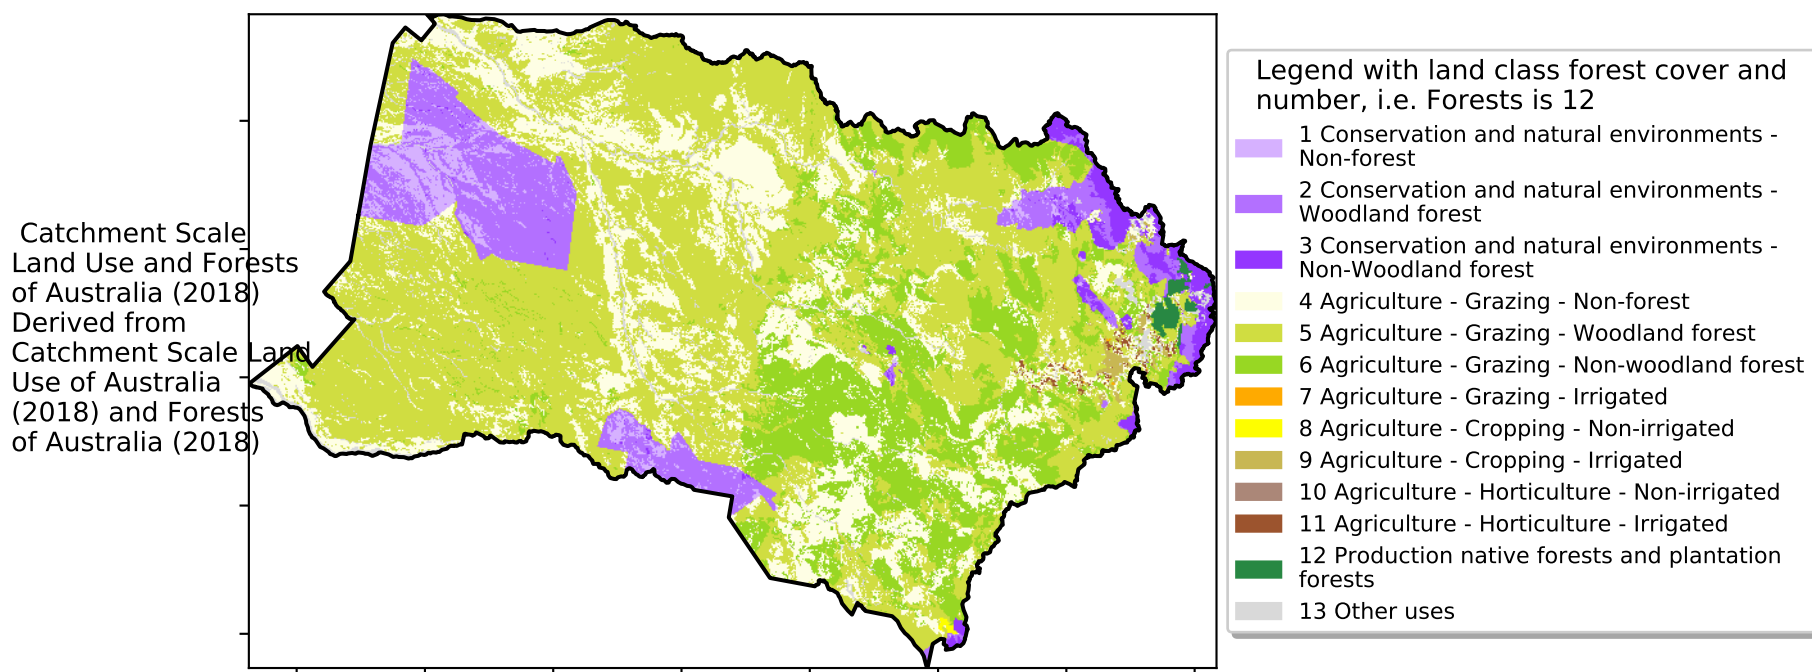 Catchment Scale
Land Use and Forests
of Australia (2018)
Derived from
Catchment Scale Land
Use of Australia
(2018) and Forests
of Australia (2018)
Legend with land class forest cover and
number, i.e. Forests is 12
1 Conservation and natural environments -
Non-forest
2 Conservation and natural environments -
Woodland forest
3 Conservation and natural environments -
Non-Woodland forest
4 Agriculture - Grazing - Non-forest
5 Agriculture - Grazing - Woodland forest
6 Agriculture - Grazing - Non-woodland forest
7 Agriculture - Grazing - Irrigated
8 Agriculture - Cropping - Non-irrigated
9 Agriculture - Cropping - Irrigated
10 Agriculture - Horticulture - Non-irrigated
11 Agriculture - Horticulture - Irrigated
12 Production native forests and plantation
forests
13 Other uses